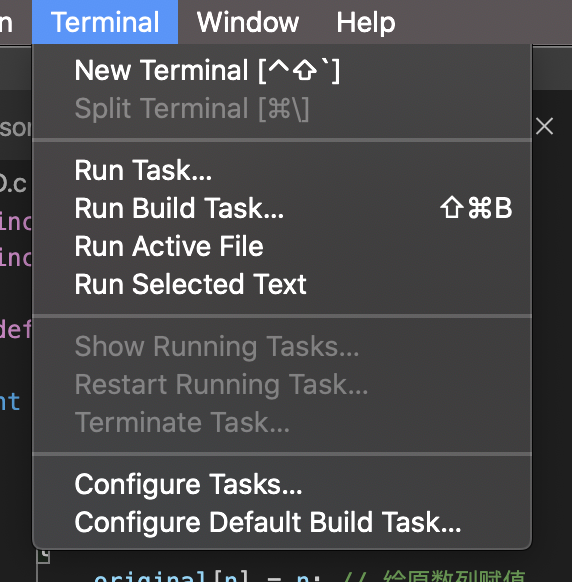 n Terminal Window Help
New Terminal [^⇧`]
Split Terminal [⌘\]
Run Task...
Run Build Task... ⇧⌘B
Run Active File
Run Selected Text
Show Running Tasks...
Restart Running Task...
Terminate Task...
Configure Tasks...
Configure Default Build Task...
son
O.c
inc
inc
def
nt
original[n] = n; // 给原数列赋值